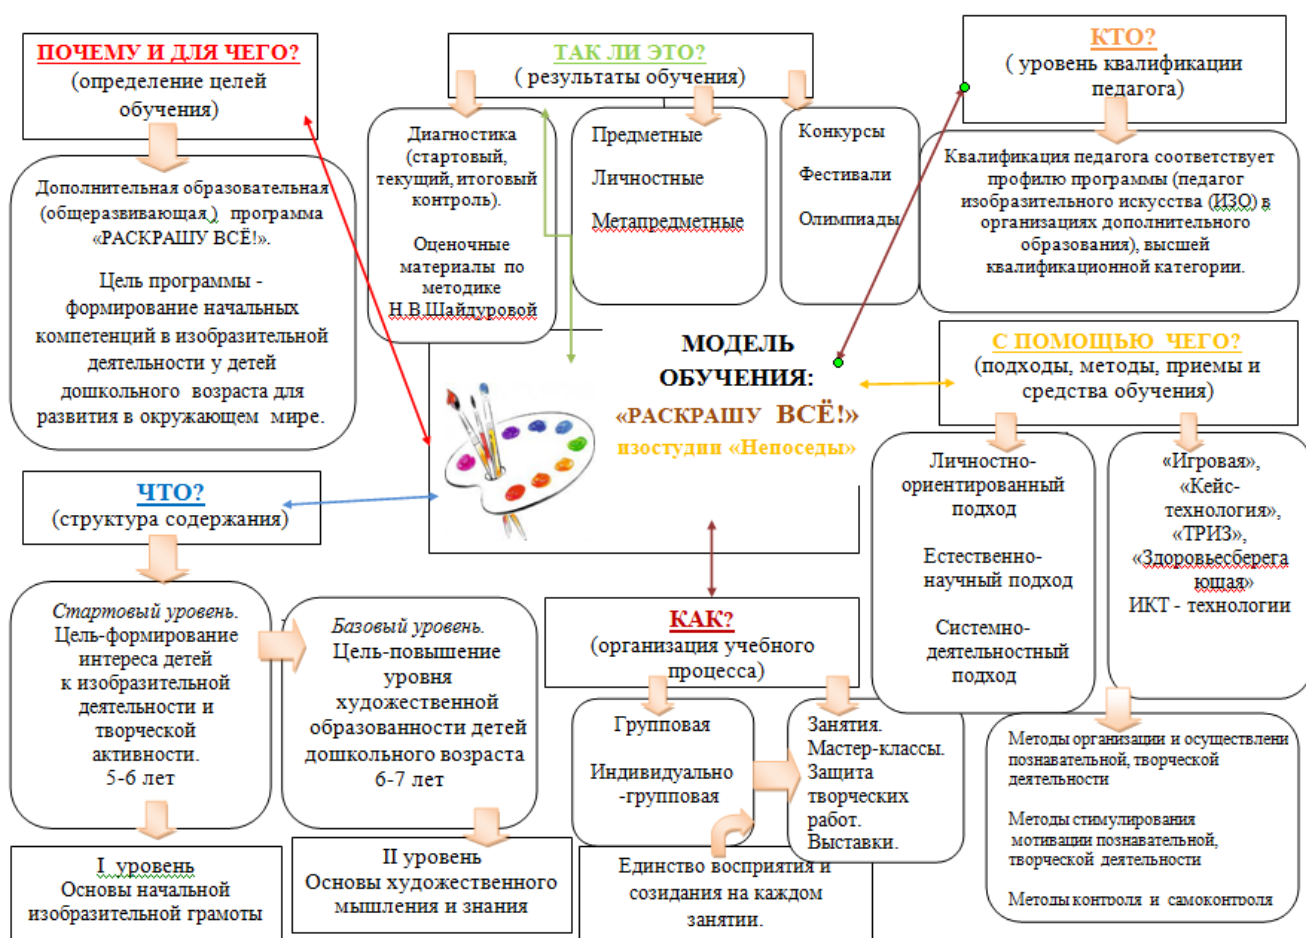 ПОЧЕМУ И ДЛЯ ЧЕГО?
(определение целей
обучения)
Дополнительная образовательная
(общеразвивающая ) программа
«РАСКРАШУ ВСЁ!».
Цель программы -
формирование начальных
компетенций в изобразительной
деятельности у детей
дошкольного возраста для
развития в окружающем мире.
ТАК ЛИ ЭТО?
( результаты обучения)
Диагностика
(стартовый,
текущий, итоговый
контроль).
Оценочные
материалы по
методике
Н.В.Шайдуровой
Предметные
Личностные
Метапредметные
Конкурсы
Фестивали
Олимпиады
КТО?
( уровень квалификации
педагога)
Квалификация педагога соответствует
профилю программы (педагог
изобразительного искусства (ИЗО) в
организациях дополнительного
образования), высшей
квалификационной категории.
МОДЕЛЬ
ОБУЧЕНИЯ:
«РАСКРАШУ ВСЁ!»
изостудии «Непоседы»
С ПОМОЩЬЮ ЧЕГО?
(подходы, методы, приемы и
средства обучения)
Личностно-
ориентированный
подход
Естественно-
научный подход
Системно-
деятельностный
подход
«Игровая»,
«Кейс-
технология»,
«ТРИЗ»,
«Здоровьесберега
ющая»
ИКТ - технологии
Методы организации и осуществлени
познавательной, творческой
деятельности
Методы стимулирования
мотивации познавательной,
творческой деятельности
Методы контроля и самоконтроля
ЧТО?
(структура содержания)
Стартовый уровень.
Цель-формирование
интереса детей
к изобразительной
деятельности и
творческой
активности.
5-6 лет
Базовый уровень.
Цель-повышение
уровня
художественной
образованности детей
дошкольного возраста
6-7 лет
I уровень
Основы начальной
изобразительной грамоты
II уровень
Основы художественного
мышления и знания
КАК?
(организация учебного
процесса)
Групповая
Индивидуально
-групповая
Занятия.
Мастер-классы.
Защита
творческих
работ.
Выставки.
Единство восприятия и
созидания на каждом
занятии.